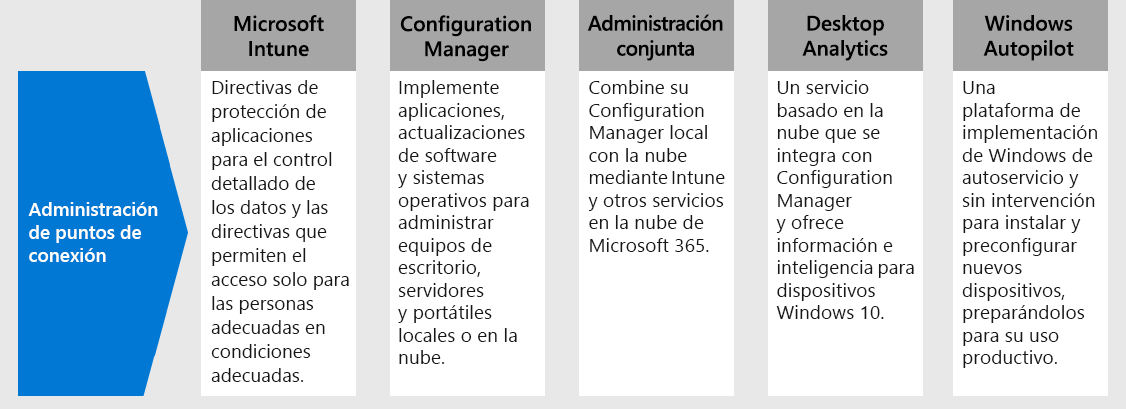 Microsoft
Intune
Configuration
Manager
Administración
conjunta
Desktop
Analytics
Windows
Autopilot
Administración
de puntos de
conexión
Directivas de
protección de
aplicaciones
para el control
detallado de
los datos y las
directivas que
permiten el
acceso solo para
las personas
adecuadas en
condiciones
adecuadas.
Implemente
aplicaciones,
actualizaciones
de software
y sistemas
operativos para
administrar
equipos de
escritorio,
servidores
y portátiles
locales o en la
nube.
Combine su
Configuration
Manager local
con la nube
mediante Intune
y otros servicios
en la nube de
Microsoft 365.
Un servicio
basado en la
nube que se
integra con
Configuration
Manager
y ofrece
información e
inteligencia para
dispositivos
Windows 10.
Una
plataforma de
implementación
de Windows de
autoservicio y
sin intervención
para instalar y
preconfigurar
nuevos
dispositivos,
preparándolos
para su uso
productivo.